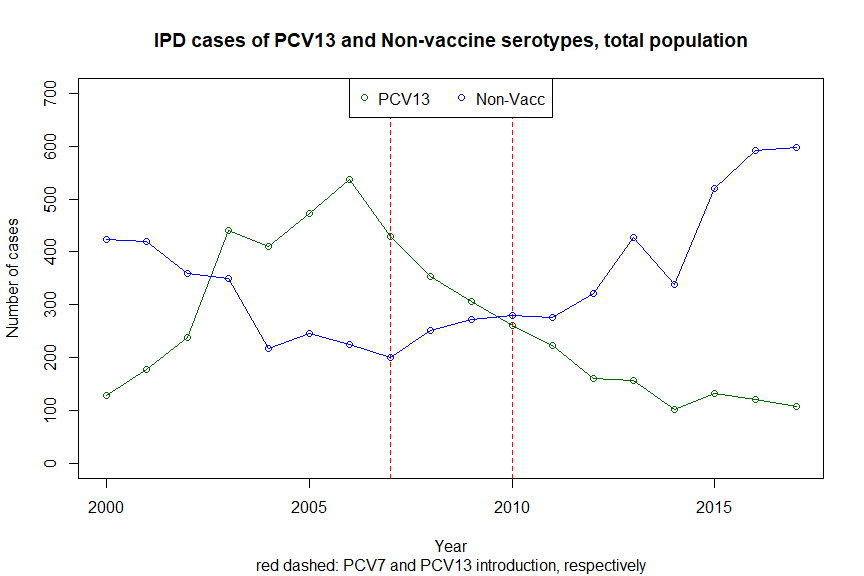 IPD cases of PCV13 and Non-vaccine serotypes, total population
PCV13 Non-Vacc
700
600
500
400
300
200
100
0
Number of cases
2000 2005 2010 2015
Year
red dashed: PCV7 and PCV13 introduction, respectively